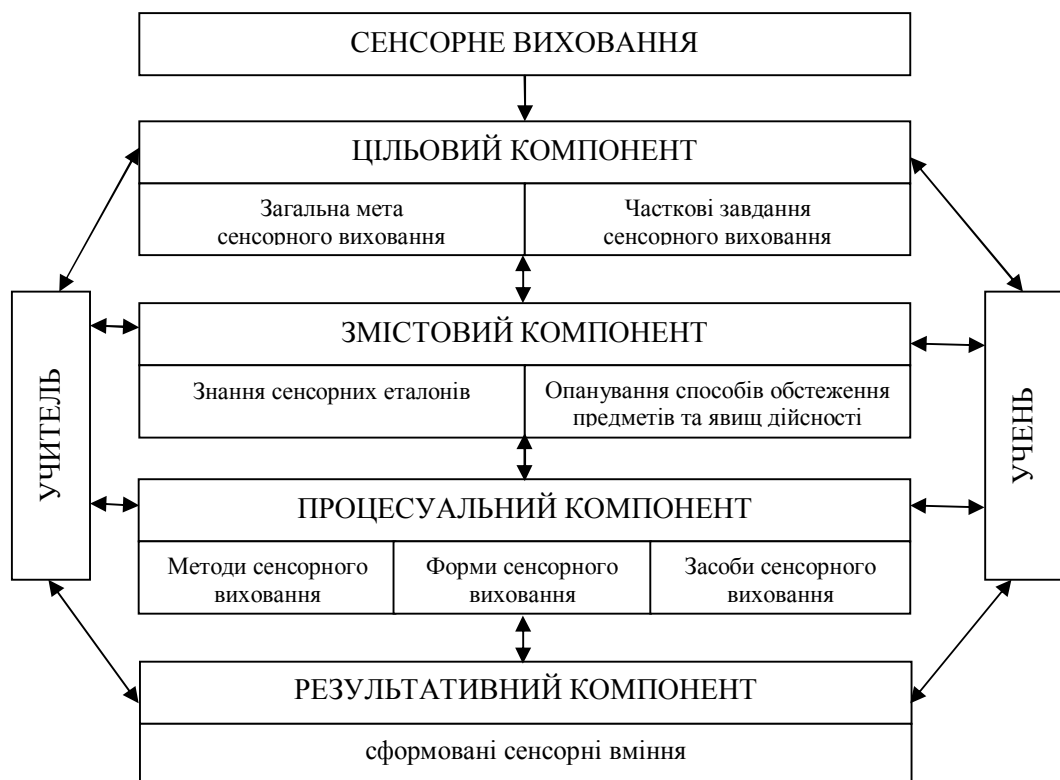 СЕНСОРНЕ ВИХОВАННЯ
ЦІЛЬОВИЙ КОМПОНЕНТ
Загальна мета
сенсорного виховання
Часткові завдання
сенсорного виховання
ЗМІСТОВИЙ КОМПОНЕНТ
Знання сенсорних еталонів
Опанування способів обстеження
предметів та явищ дійсності
УЧИТЕЛЬ
УЧЕНЬ
ПРОЦЕСУАЛЬНИЙ КОМПОНЕНТ
Методи сенсорного
виховання
Форми сенсорного
виховання
Засоби сенсорного
виховання
РЕЗУЛЬТАТИВНИЙ КОМПОНЕНТ
сформовані сенсорні вміння